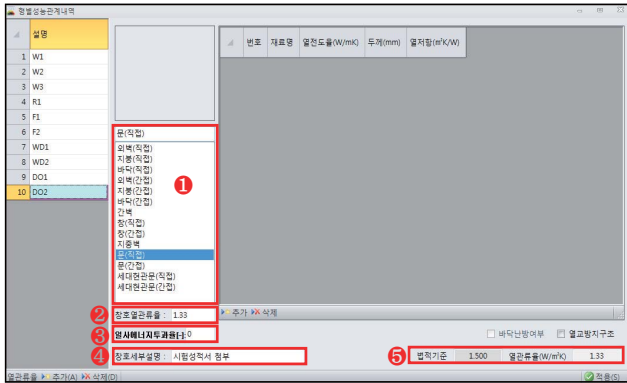 형별성능관계내역
설명
1 W1
2 W2
3 W3
4 R1
5 F1
6 F2
7 WD1
8 WD2
9 DO1
10 DO2
번호 재료명 열전도율(W/mK) 두께(mm) 열저항(㎡K/W)
문(직접)
외벽(직접)
지붕(직접)
바닥(직접)
외벽(간접)
지붕(간접)
바닥(간접)
간벽
창(직접)
창(간접)
지중벽
문(직접)
문(간접)
세대현관문(직접)
세대현관문(간접)
1
2 창호열관류율 : 1.33
추가 삭제
3 일사에너지투과율[-]: 0
바닥난방여부 열교방지구조
4 창호세부설명 : 시험성적서 첨부
5 법적기준 1.500 열관류율(W/㎡K) 1.33
열관류율 추가(A) 삭제(D) 적용(S)